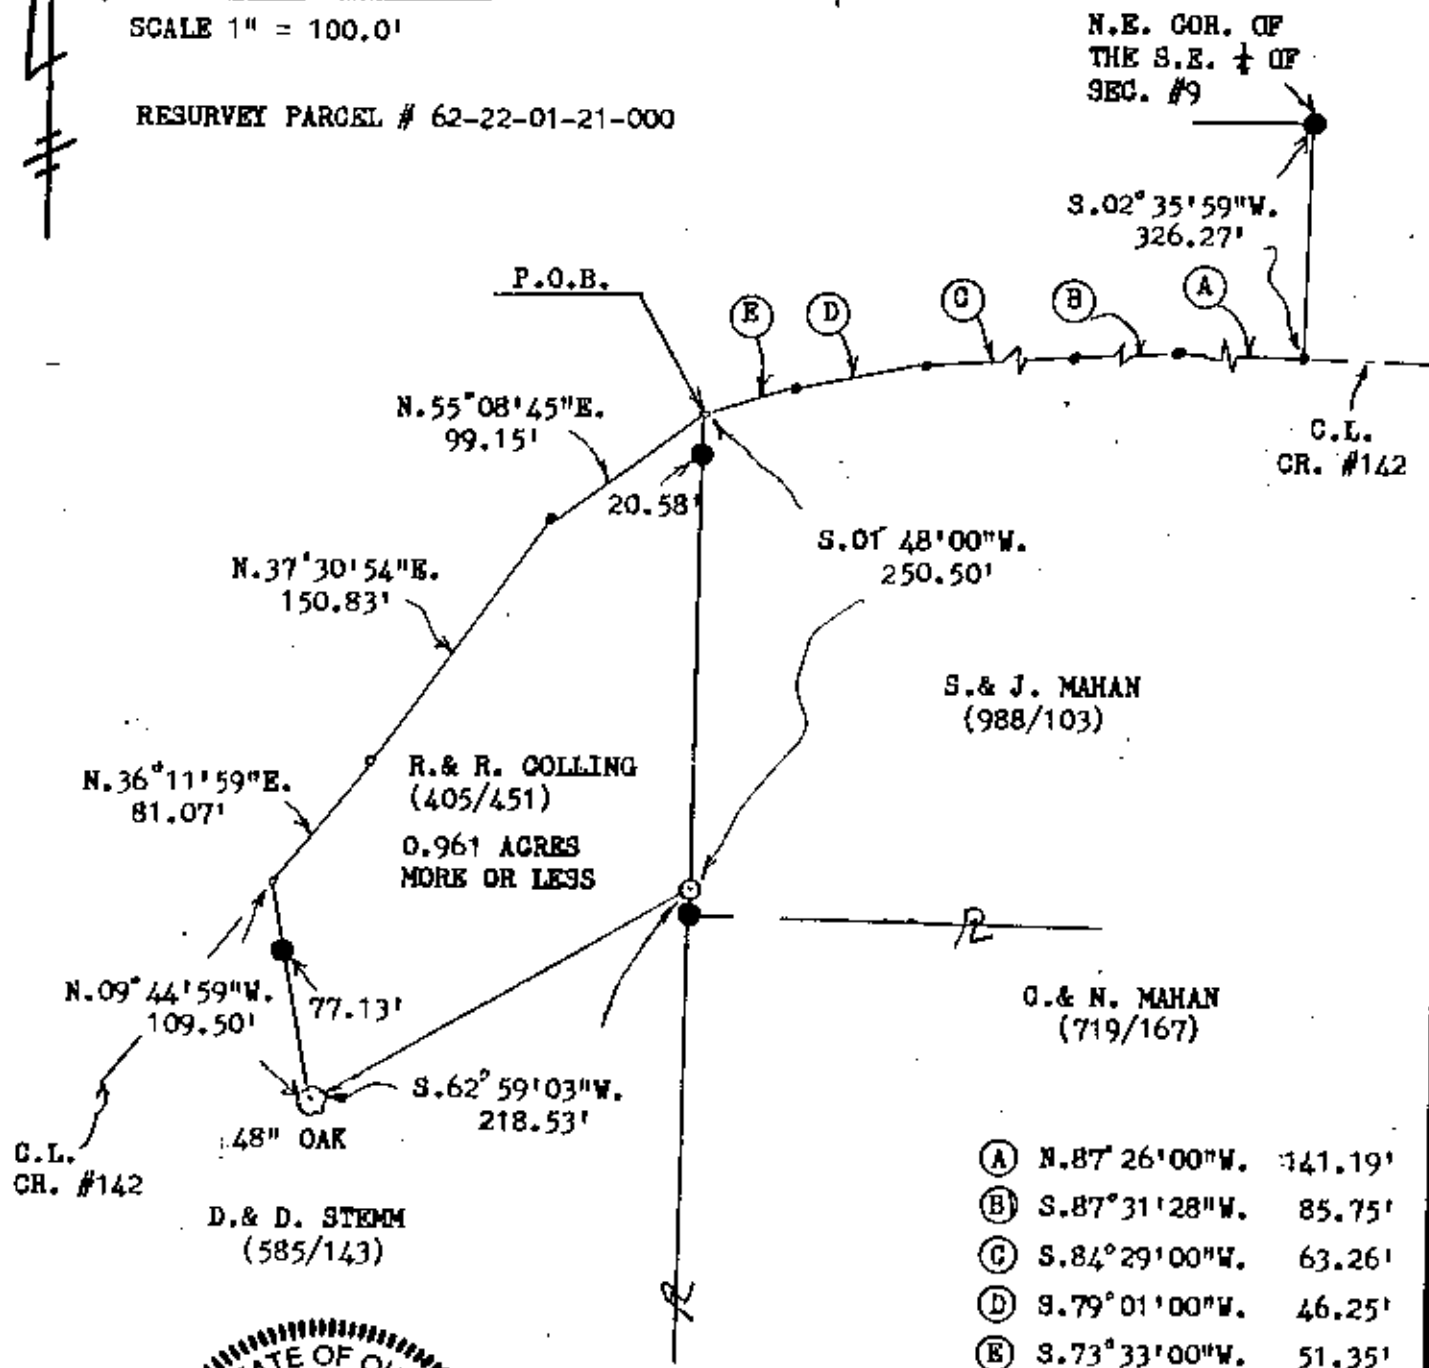 SCALE 1" = 100.0'
RESURVEY PARCEL # 62-22-01-21-000
N.E. COR. OF
THE S.E. ¼ OF
SEC. #9
S.02°35'59"W.
326.27'
P.O.B.
E
D
C
B
A
N.55°08'45"E.
99.15'
C.L.
CR. #142
20.58'
S.01°48'00"W.
250.50'
N.37°30'54"E.
150.83'
S.& J. MAHAN
(988/103)
N.36°11'59"E.
81.07'
R.& R. COLLING
(405/451)
0.961 ACRES
MORE OR LESS
N.09°44'59"W.
109.50'
77.13'
C.& N. MAHAN
(719/167)
S.62°59'03"W.
218.53'
48" OAK
C.L.
CR. #142
D.& D. STEMM
(585/143)
A N.87°26'00"W. 141.19'
B S.87°31'28"W. 85.75'
C S.84°29'00"W. 63.26'
D S.79°01'00"W. 46.25'
E S.73°33'00"W. 51.35'